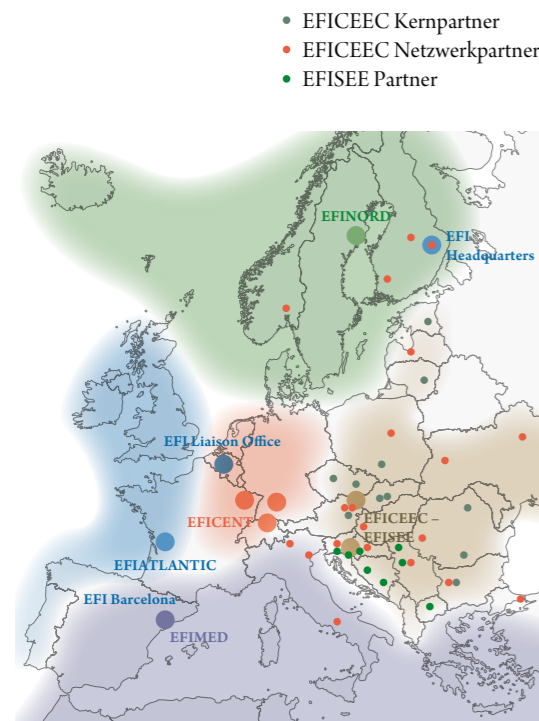 EFICEEC Kernpartner
EFICEEC Netzwerkpartner
EFISEE Partner
EFINORD
EFI
Headquarters
EFI Liaison Office
EFICENT
EFICEEC –
EFISEE
EFIATLANTIC
EFI Barcelona
EFIMED